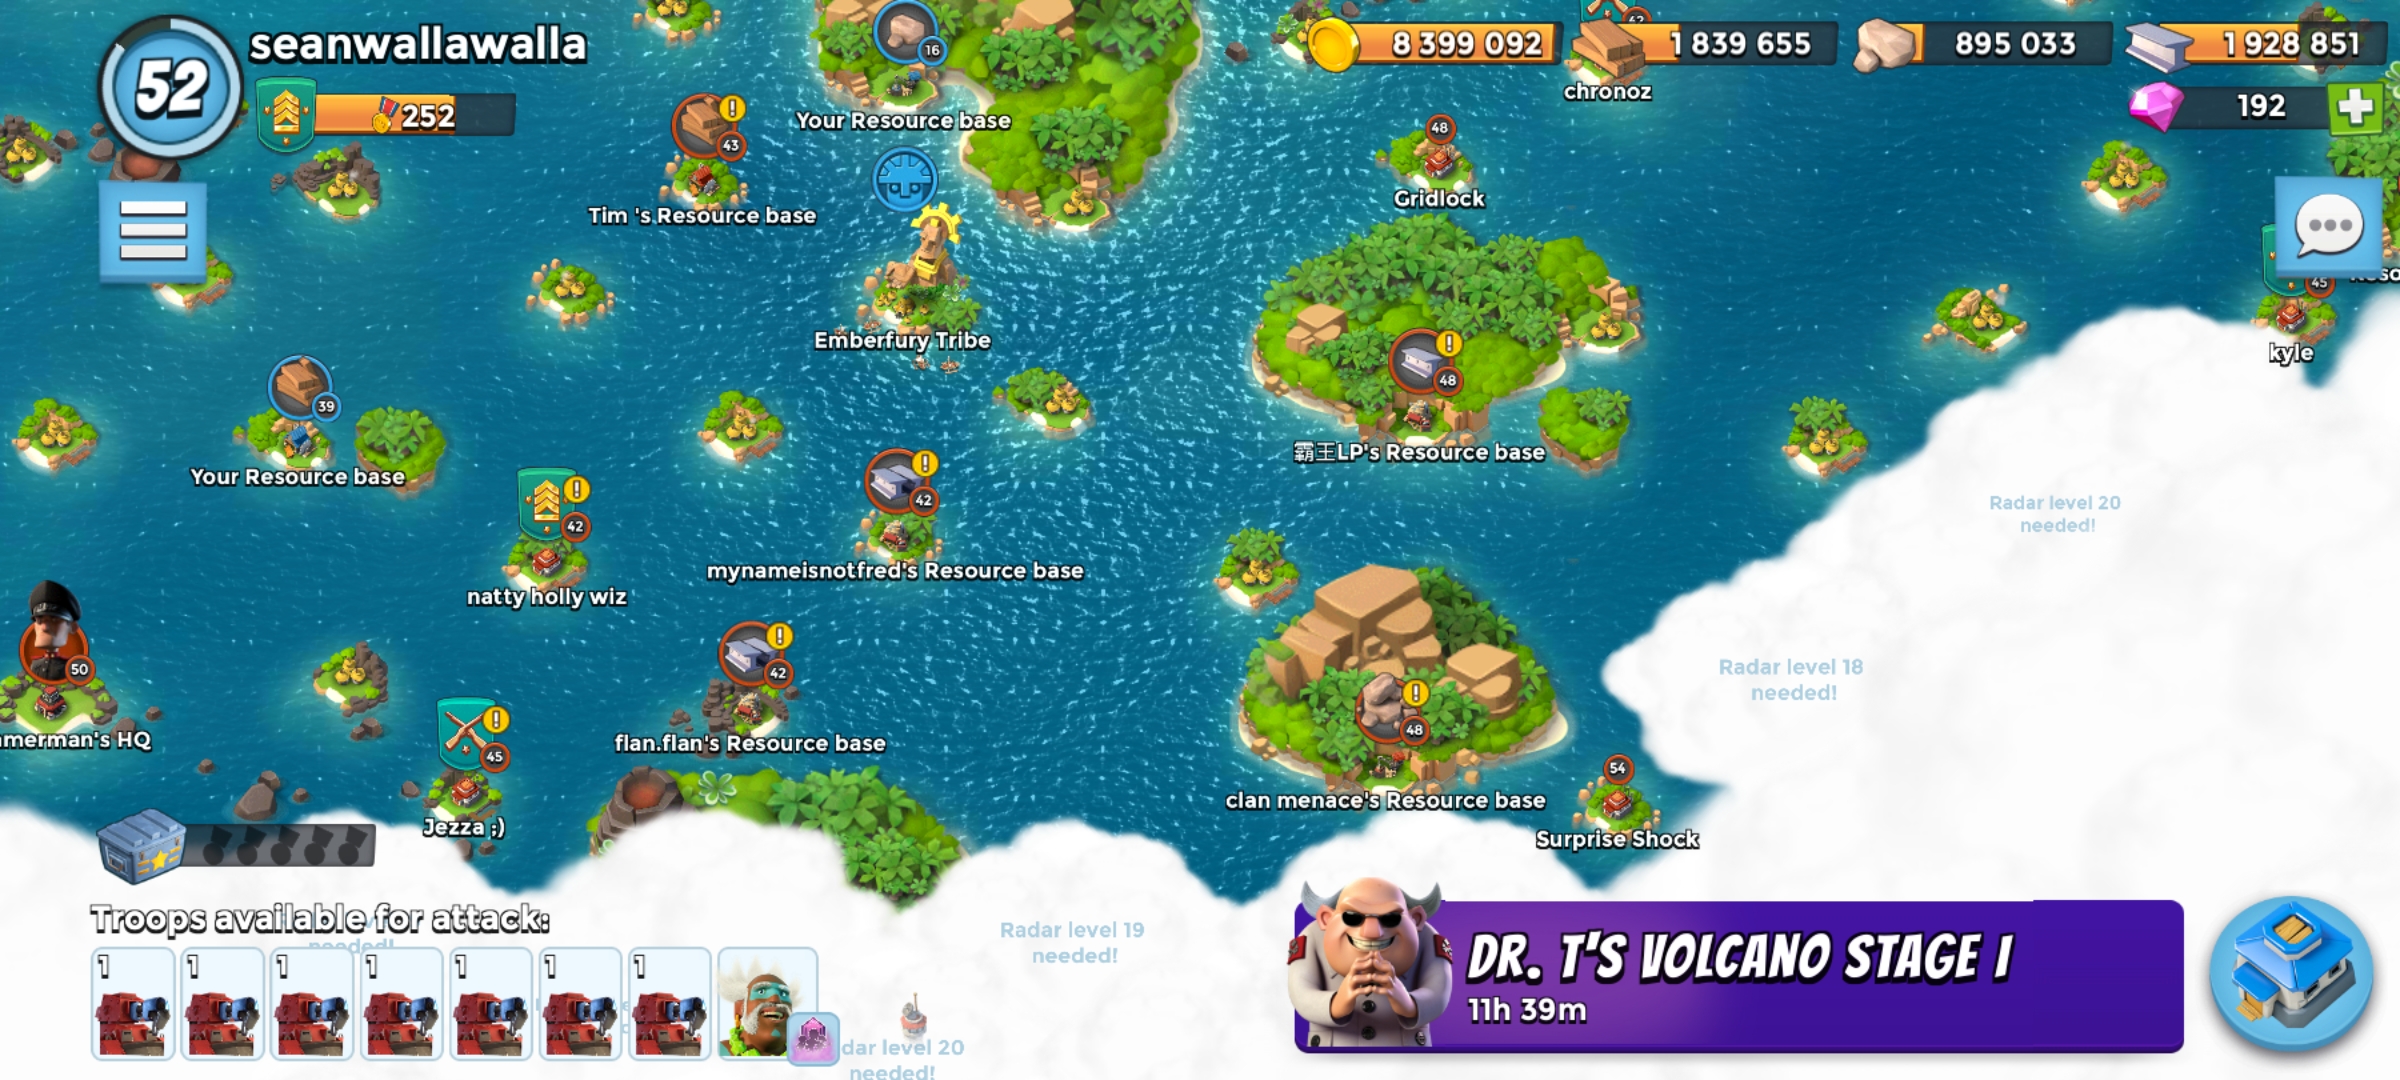 52
seanwallawalla
252
8 399 092
1 839 655
895 033
1 928 851
192
chronoz
16
Your Resource base
43
Tim 's Resource base
48
Gridlock
Emberfury Tribe
45
kyle
39
Your Resource base
48
霸王LP's Resource base
42
natty holly wiz
42
mynameisnotfred's Resource base
Radar level 20
needed!
50
merman's HQ
42
flan.flan's Resource base
45
Jezza ;)
48
clan menace's Resource base
54
Surprise Shock
Radar level 18
needed!
Troops available for attack:
needed!
1
1
1
1
1
1
1
Radar level 19
needed!
dar level 20
needed!
DR. T'S VOLCANO STAGE I
11h 39m